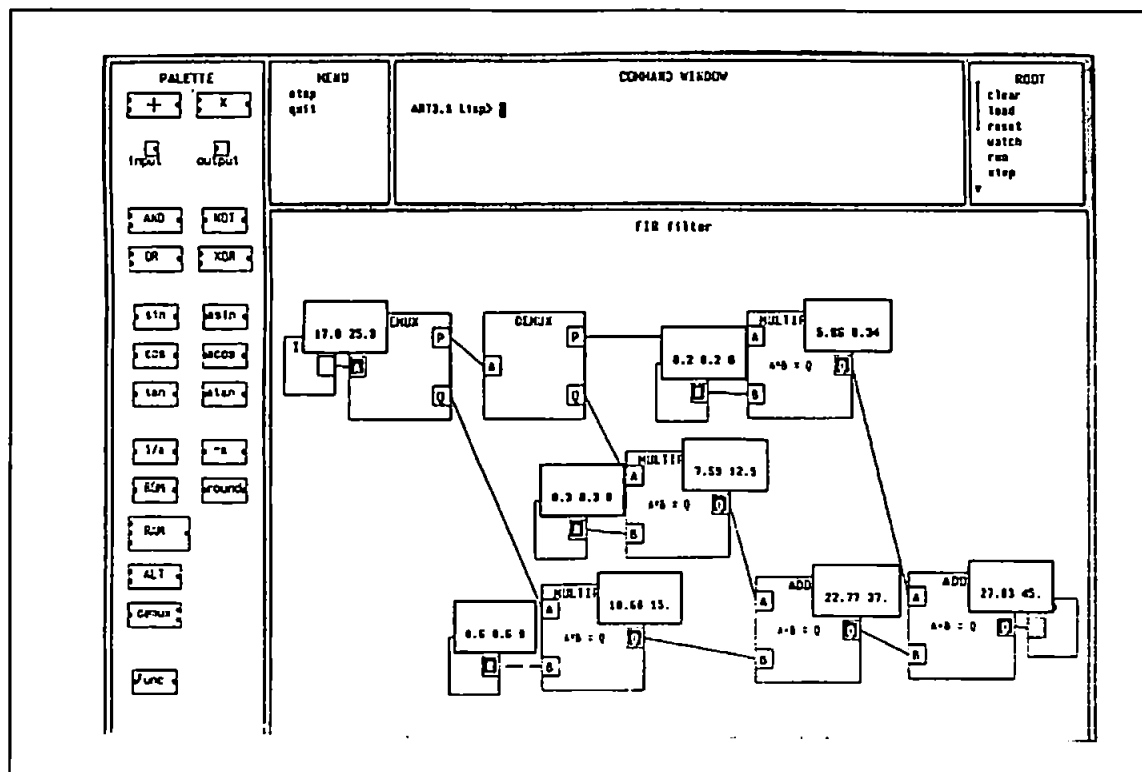 PALETTE
+ X
input output
AND NOT
OR XOR
sin asin
cos acos
tan atan
1/a -a
ROM round
RAM
ALT
demux
func
MENU
stop
quit
COMMAND WINDOW
ART3.1 Lisp>
ROOT
clear
load
reset
watch
run
step
FIR filter
17.0 25.3
EMUX
P
Q
DEMUX
A
P
Q
0.2 0.2 0
MULTIP
A
B
A*B = Q
5.06 8.34
0.3 0.3 0
MULTIP
A
B
A*B = Q
7.59 12.5
0.6 0.6 0
MULTIP
A
B
A*B = Q
10.68 15.
ADD
A
B
A+B = Q
22.77 37.
ADD
A
B
A+B = Q
27.83 45.